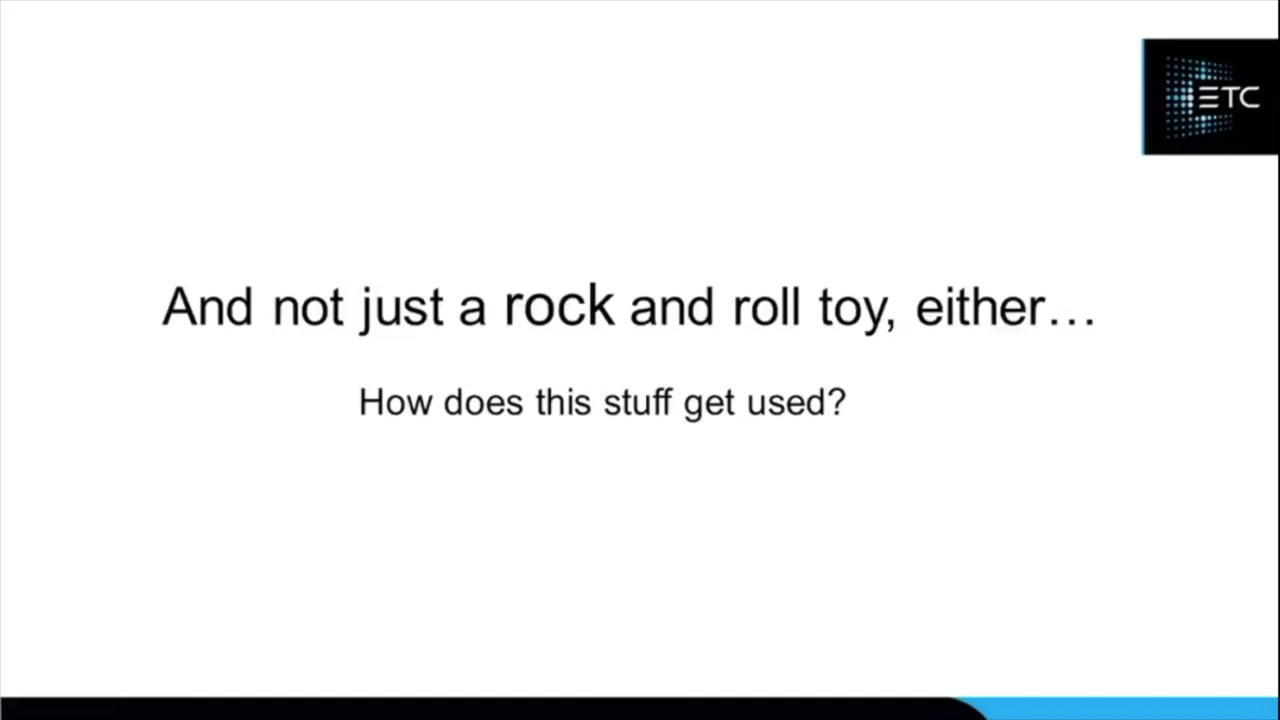 ETC
And not just a rock and roll toy, either…
How does this stuff get used?